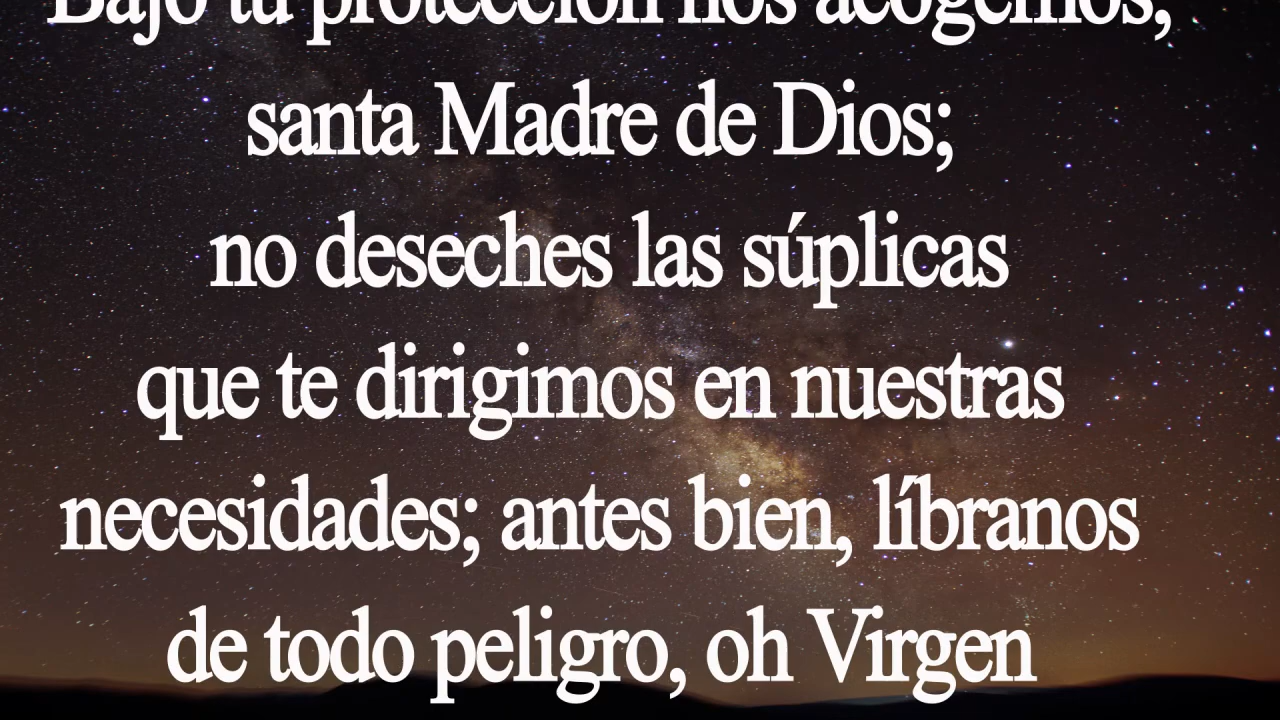 Bajo tu protección nos acogemos,
santa Madre de Dios;
no deseches las súplicas
que te dirigimos en nuestras
necesidades; antes bien, líbranos
de todo peligro, oh Virgen